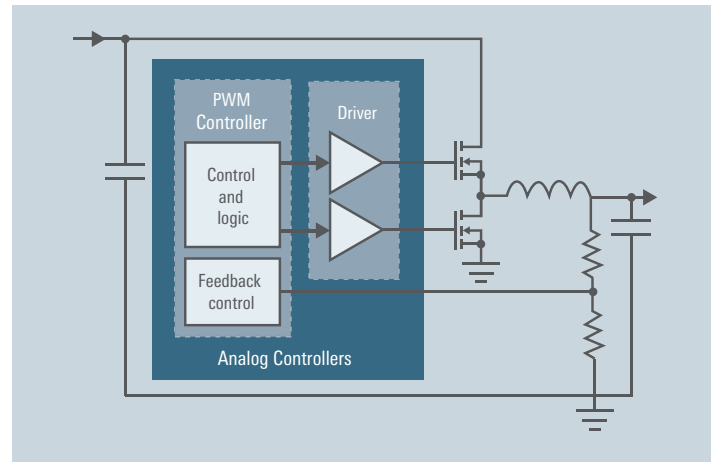 PWM
Controller
Driver
Control
and
logic
Feedback
control
Analog Controllers